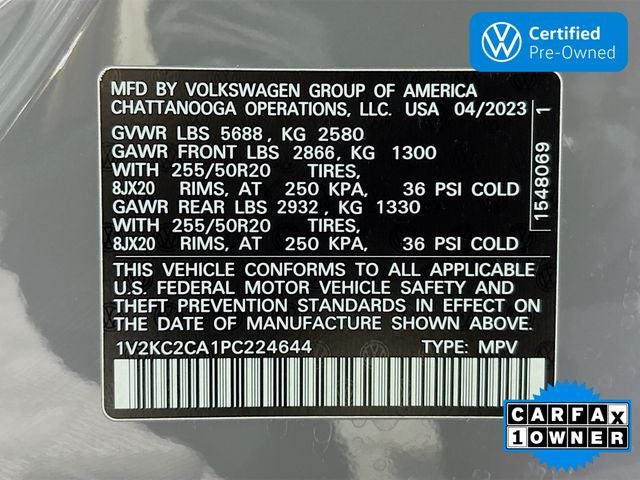 Certified
Pre-Owned
MFD BY VOLKSWAGEN GROUP OF AMERICA
CHATTANOOGA OPERATIONS, LLC. USA 04/2023
GVWR LBS 5688, KG 2580
GAWR FRONT LBS 2866, KG 1300
WITH 255/50R20 TIRES,
8JX20 RIMS, AT 250 KPA, 36 PSI COLD
GAWR REAR LBS 2932, KG 1330
WITH 255/50R20 TIRES,
8JX20 RIMS, AT 250 KPA, 36 PSI COLD
1548069 1
THIS VEHICLE CONFORMS TO ALL APPLICABLE
U.S. FEDERAL MOTOR VEHICLE SAFETY AND
THEFT PREVENTION STANDARDS IN EFFECT ON
THE DATE OF MANUFACTURE SHOWN ABOVE.
1V2KC2CA1PC224644 TYPE: MPV
CARFAX
1 OWNER